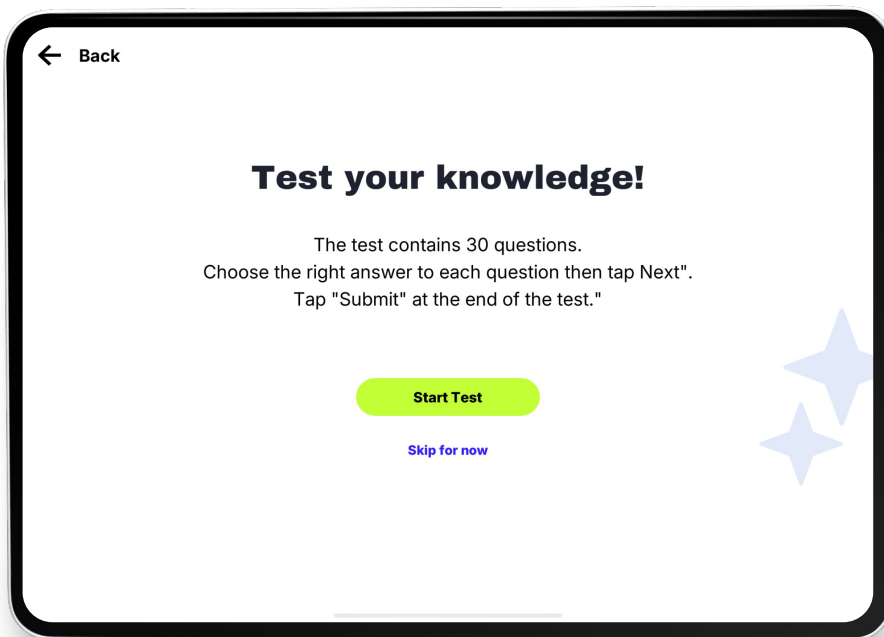 Back
Test your knowledge!
The test contains 30 questions.
Choose the right answer to each question then tap Next".
Tap "Submit" at the end of the test."
Start Test
Skip for now